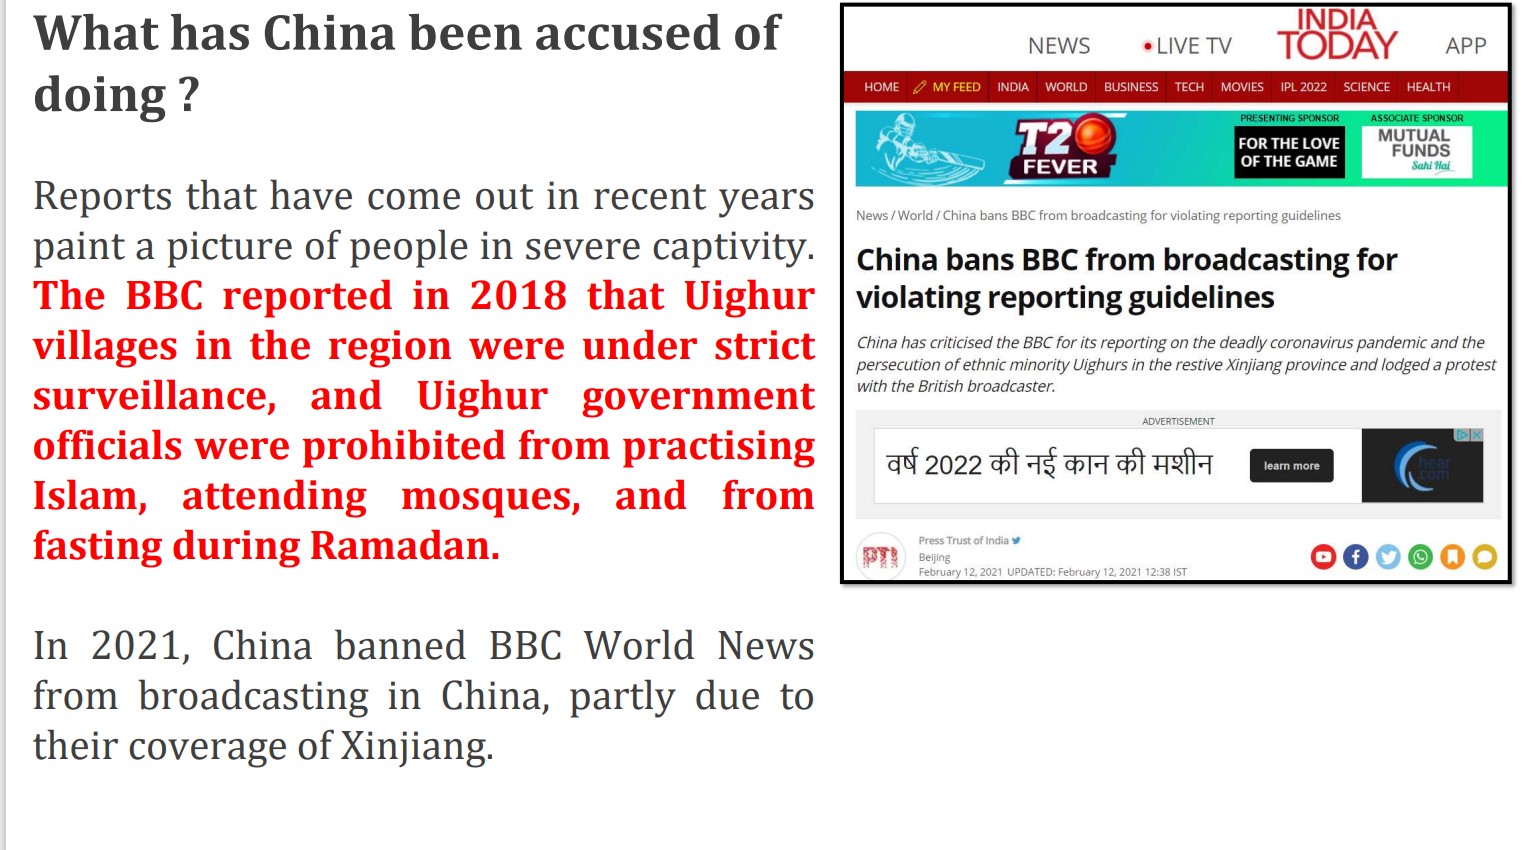 What has China been accused of
doing ?
Reports that have come out in recent years
paint a picture of people in severe captivity.
The BBC reported in 2018 that Uighur
villages in the region were under strict
surveillance, and Uighur government
officials were prohibited from practising
Islam, attending mosques, and from
fasting during Ramadan.
In 2021, China banned BBC World News
from broadcasting in China, partly due to
their coverage of Xinjiang.
NEWS LIVE TV INDIA TODAY APP
HOME MY FEED INDIA WORLD BUSINESS TECH MOVIES IPL 2022 SCIENCE HEALTH
T20
FEVER
PRESENTING SPONSOR
FOR THE LOVE
OF THE GAME
ASSOCIATE SPONSOR
MUTUAL
FUNDS
Sahi Hai
News / World / China bans BBC from broadcasting for violating reporting guidelines
China bans BBC from broadcasting for
violating reporting guidelines
China has criticised the BBC for its reporting on the deadly coronavirus pandemic and the
persecution of ethnic minority Uighurs in the restive Xinjiang province and lodged a protest
with the British broadcaster.
ADVERTISEMENT
वर्ष 2022 की नई कान की मशीन
learn more
hear
.com
PTI
Press Trust of India
Beijing
February 12, 2021 UPDATED: February 12, 2021 12:38 IST